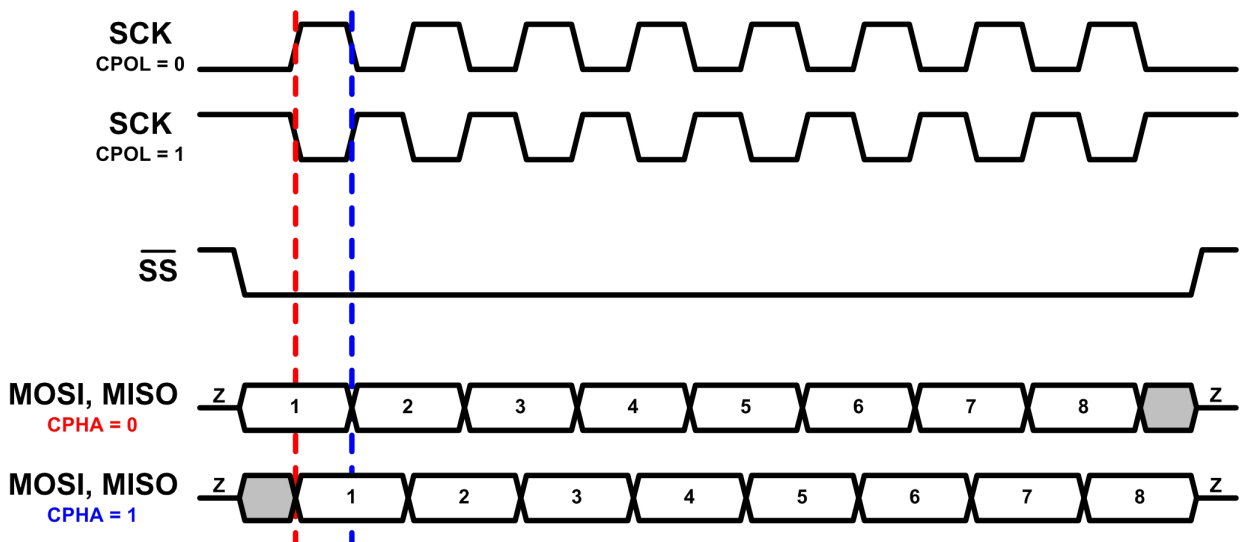 SCK
CPOL = 0
SCK
CPOL = 1
SS
MOSI, MISO
CPHA = 0
Z 1 2 3 4 5 6 7 8 Z
MOSI, MISO
CPHA = 1
Z 1 2 3 4 5 6 7 8 Z